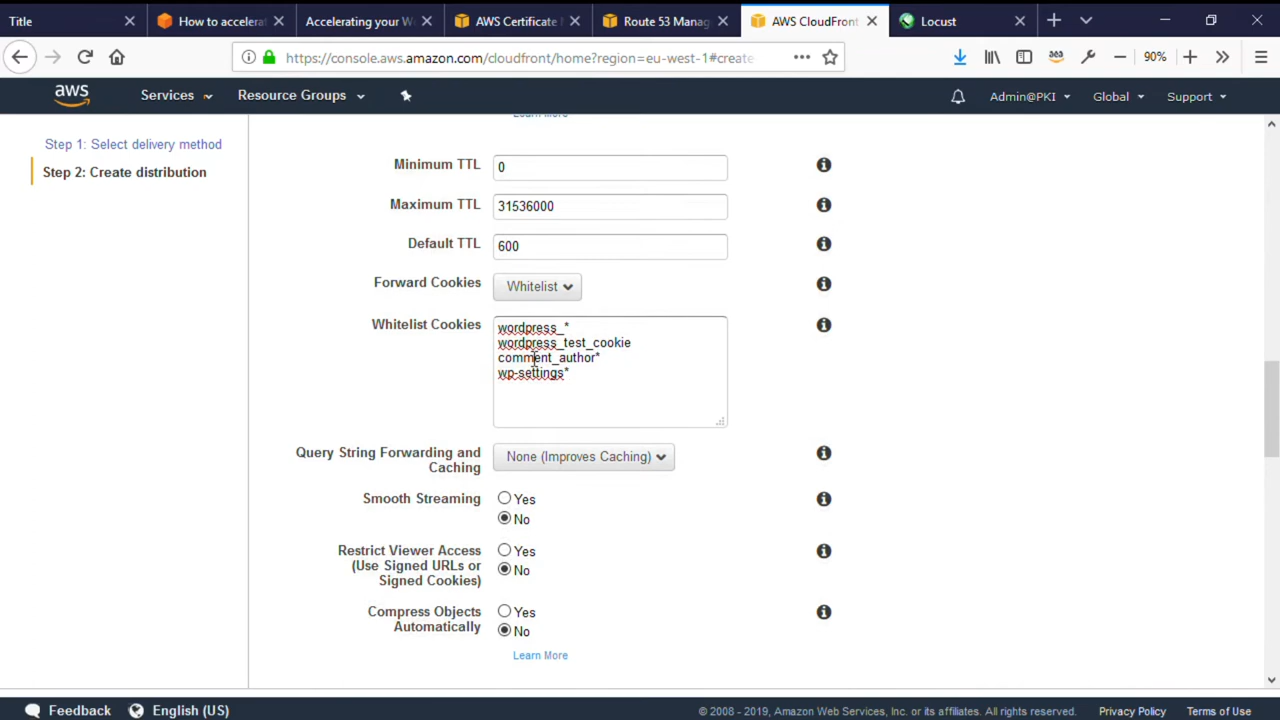 Title
How to accelerat
Accelerating your W
AWS Certificate
Route 53 Manag
AWS CloudFront
Locust
https://console.aws.amazon.com/cloudfront/home?region=eu-west-1#create
90%
aws
Services
Resource Groups
Admin@PKI
Global
Support
Step 1: Select delivery method
Step 2: Create distribution
Learn More
Minimum TTL
0
Maximum TTL
31536000
Default TTL
600
Forward Cookies
Whitelist
Whitelist Cookies
wordpress_*
wordpress_test_cookie
comment_author*
wp-settings*
Query String Forwarding and
Caching
None (Improves Caching)
Smooth Streaming
Yes
No
Restrict Viewer Access
(Use Signed URLs or
Signed Cookies)
Yes
No
Compress Objects
Automatically
Yes
No
Learn More
Feedback
English (US)
© 2008 - 2019, Amazon Web Services, Inc. or its affiliates. All rights reserved.
Privacy Policy
Terms of Use